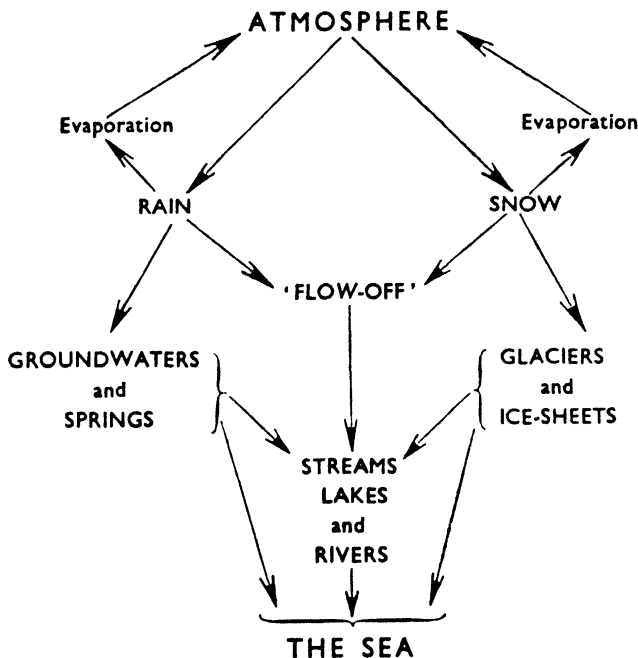 ATMOSPHERE
Evaporation
Evaporation
RAIN
SNOW
'FLOW-OFF'
GROUNDWATERS
and
SPRINGS
GLACIERS
and
ICE-SHEETS
STREAMS
LAKES
and
RIVERS
THE SEA